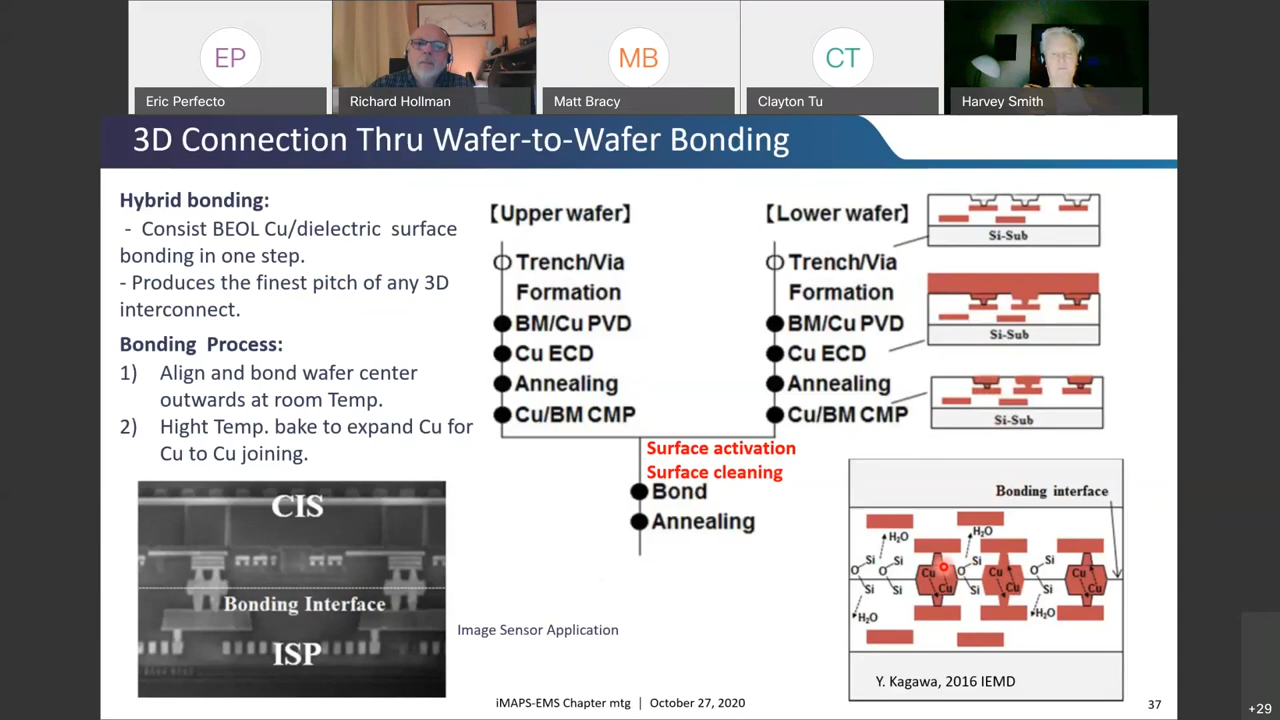 EP
MB
CT
Eric Perfecto
Richard Hollman
Matt Bracy
Clayton Tu
Harvey Smith
3D Connection Thru Wafer-to-Wafer Bonding
Hybrid bonding:
- Consist BEOL Cu/dielectric surface
bonding in one step.
- Produces the finest pitch of any 3D
interconnect.
Bonding Process:
1) Align and bond wafer center
outwards at room Temp.
2) Hight Temp. bake to expand Cu for
Cu to Cu joining.
CIS
Bonding Interface
ISP
Image Sensor Application
【Upper wafer】
Trench/Via
Formation
BM/Cu PVD
Cu ECD
Annealing
Cu/BM CMP
【Lower wafer】
Trench/Via
Formation
BM/Cu PVD
Cu ECD
Annealing
Cu/BM CMP
Surface activation
Surface cleaning
Bond
Annealing
Si-Sub
Si-Sub
Si-Sub
Bonding interface
H₂O
H₂O
Si
Si
Si
Si
O
O
O
O
Cu
Cu
Cu
Cu
Cu
Cu
Si
Si
Si
H₂O
H₂O
Y. Kagawa, 2016 IEMD
iMAPS-EMS Chapter mtg | October 27, 2020
37
+29